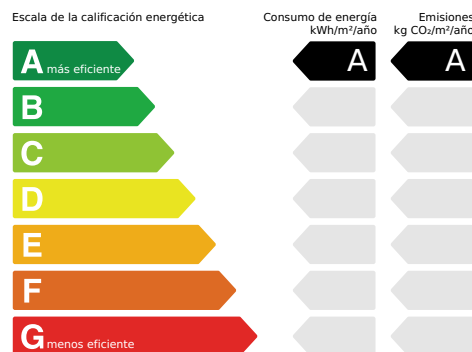 Escala de la calificación energética
Consumo de energía
kWh/m²/año
Emisiones
kg CO₂/m²/año
A más eficiente
A
A
B
C
D
E
F
G menos eficiente